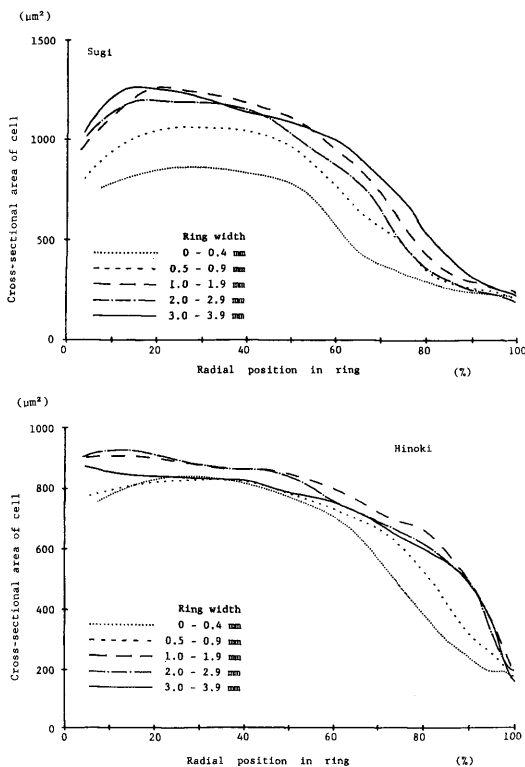 (μm²)
1500
Sugi
1000
500
0
Cross-sectional area of cell
Ring width
0 - 0.4 mm
0.5 - 0.9 mm
1.0 - 1.9 mm
2.0 - 2.9 mm
3.0 - 3.9 mm
0 20 40 60 80 100
Radial position in ring (%)
(μm²)
1000
Hinoki
800
600
400
200
0
Cross-sectional area of cell
Ring width
0 - 0.4 mm
0.5 - 0.9 mm
1.0 - 1.9 mm
2.0 - 2.9 mm
3.0 - 3.9 mm
0 20 40 60 80 100
Radial position in ring (%)